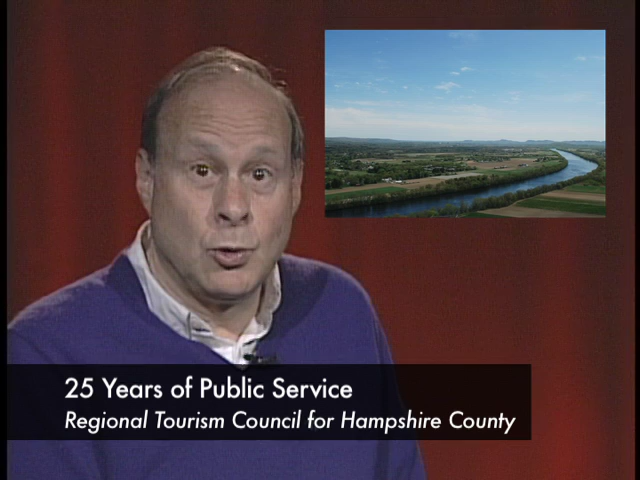 25 Years of Public Service
Regional Tourism Council for Hampshire County